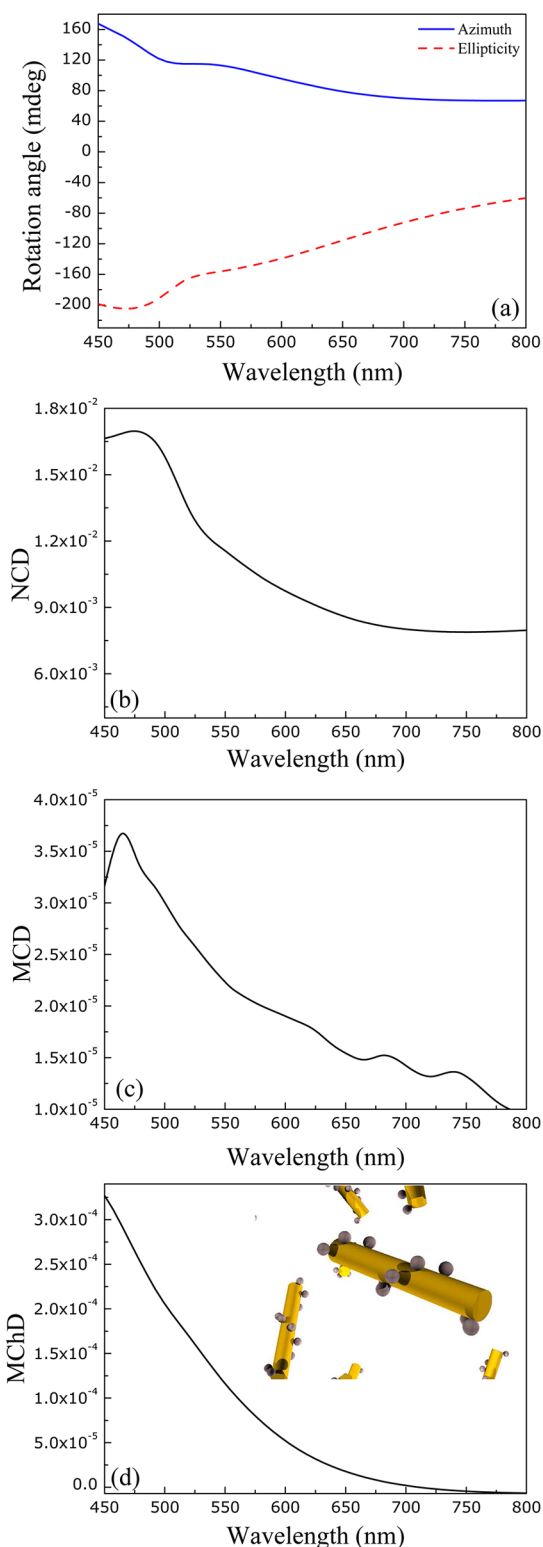 160
120
80
40
0
-40
-80
-120
-160
-200
Rotation angle (mdeg)
Azimuth
Ellipticity
(a)
450 500 550 600 650 700 750 800
Wavelength (nm)
1.8x10⁻²
1.5x10⁻²
1.2x10⁻²
9.0x10⁻³
6.0x10⁻³
NCD
(b)
450 500 550 600 650 700 750 800
Wavelength (nm)
4.0x10⁻⁵
3.5x10⁻⁵
3.0x10⁻⁵
2.5x10⁻⁵
2.0x10⁻⁵
1.5x10⁻⁵
1.0x10⁻⁵
MCD
(c)
450 500 550 600 650 700 750 800
Wavelength (nm)
3.0x10⁻⁴
2.5x10⁻⁴
2.0x10⁻⁴
1.5x10⁻⁴
1.0x10⁻⁴
5.0x10⁻⁵
0.0
MChD
(d)
450 500 550 600 650 700 750 800
Wavelength (nm)